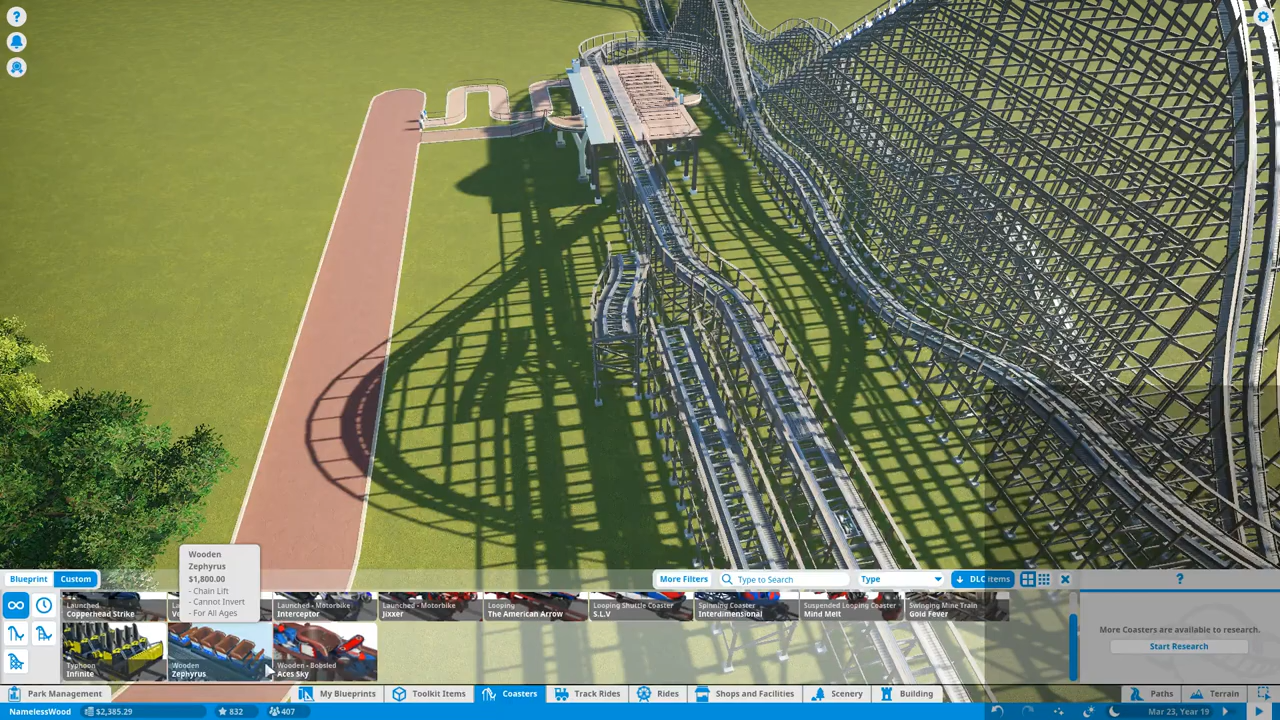 ?
Wooden
Zephyrus
$1,800.00
- Chain Lift
- Cannot Invert
- For All Ages
Blueprint
Custom
More Filters
Type to Search
Type
DLC Items
?
Launched
Copperhead Strike
Launched - Motorbike
Interceptor
Launched - Motorbike
Jixxer
Looping
The American Arrow
Looping Shuttle Coaster
S.L.V
Spinning Coaster
Interdimensional
Suspended Looping Coaster
Mind Melt
Swinging Mine Train
Gold Fever
Typhoon
Infinite
Wooden
Zephyrus
Wooden - Bobsled
Aces Sky
More Coasters are available to research.
Start Research
Park Management
My Blueprints
Toolkit Items
Coasters
Track Rides
Rides
Shops and Facilities
Scenery
Building
Paths
Terrain
NamelessWood
$2,385.29
832
407
Mar 23, Year 19